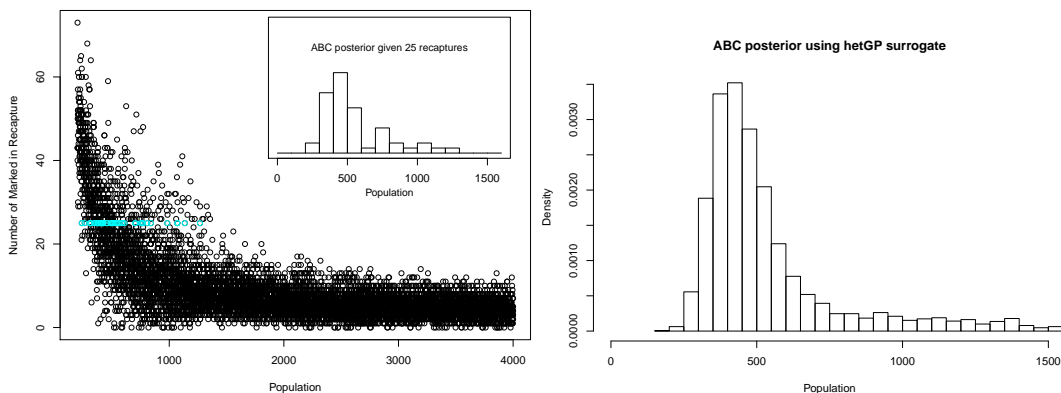 Number of Marked in Recapture
60
40
20
0
1000
2000
3000
4000
Population
ABC posterior given 25 recaptures
0
500
1000
1500
Population
ABC posterior using hetGP surrogate
Density
0.0030
0.0020
0.0010
0.0000
0
500
1000
1500
Population